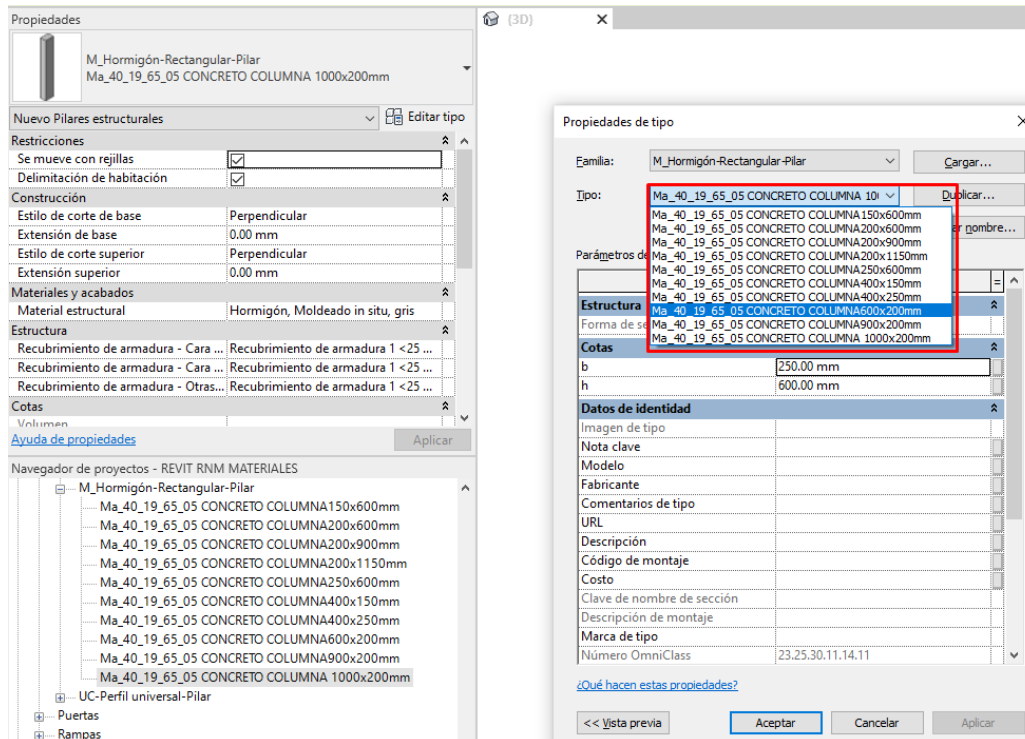 Propiedades
M_Hormigón-Rectangular-Pilar
Ma_40_19_65_05 CONCRETO COLUMNA 1000x200mm
Nuevo Pilares estructurales
Editar tipo
Restricciones
Se mueve con rejillas
Delimitación de habitación
Construcción
Estilo de corte de base Perpendicular
Extensión de base 0.00 mm
Estilo de corte superior Perpendicular
Extensión superior 0.00 mm
Materiales y acabados
Material estructural Hormigón, Moldeado in situ, gris
Estructura
Recubrimiento de armadura - Cara ... Recubrimiento de armadura 1 <25 ...
Recubrimiento de armadura - Cara ... Recubrimiento de armadura 1 <25 ...
Recubrimiento de armadura - Otras... Recubrimiento de armadura 1 <25 ...
Cotas
Volumen
Ayuda de propiedades
Aplicar
Navegador de proyectos - REVIT RNM MATERIALES
M_Hormigón-Rectangular-Pilar
Ma_40_19_65_05 CONCRETO COLUMNA150x600mm
Ma_40_19_65_05 CONCRETO COLUMNA200x600mm
Ma_40_19_65_05 CONCRETO COLUMNA200x900mm
Ma_40_19_65_05 CONCRETO COLUMNA200x1150mm
Ma_40_19_65_05 CONCRETO COLUMNA250x600mm
Ma_40_19_65_05 CONCRETO COLUMNA400x150mm
Ma_40_19_65_05 CONCRETO COLUMNA400x250mm
Ma_40_19_65_05 CONCRETO COLUMNA600x200mm
Ma_40_19_65_05 CONCRETO COLUMNA900x200mm
Ma_40_19_65_05 CONCRETO COLUMNA 1000x200mm
UC-Perfil universal-Pilar
Puertas
Rampas
{3D}
Propiedades de tipo
Familia: M_Hormigón-Rectangular-Pilar
Cargar...
Tipo: Ma_40_19_65_05 CONCRETO COLUMNA 10
Duplicar...
Ma_40_19_65_05 CONCRETO COLUMNA150x600mm
Ma_40_19_65_05 CONCRETO COLUMNA200x600mm
ar nombre...
Ma_40_19_65_05 CONCRETO COLUMNA200x900mm
Parámetros de
Ma_40_19_65_05 CONCRETO COLUMNA200x1150mm
Ma_40_19_65_05 CONCRETO COLUMNA250x600mm
Ma_40_19_65_05 CONCRETO COLUMNA400x150mm
=
Ma_40_19_65_05 CONCRETO COLUMNA400x250mm
Estructura
Ma_40_19_65_05 CONCRETO COLUMNA600x200mm
Forma de se
Ma_40_19_65_05 CONCRETO COLUMNA900x200mm
Ma_40_19_65_05 CONCRETO COLUMNA 1000x200mm
Cotas
b 250.00 mm
h 600.00 mm
Datos de identidad
Imagen de tipo
Nota clave
Modelo
Fabricante
Comentarios de tipo
URL
Descripción
Código de montaje
Costo
Clave de nombre de sección
Descripción de montaje
Marca de tipo
Número OmniClass 23.25.30.11.14.11
¿Qué hacen estas propiedades?
<< Vista previa
Aceptar
Cancelar
Aplicar